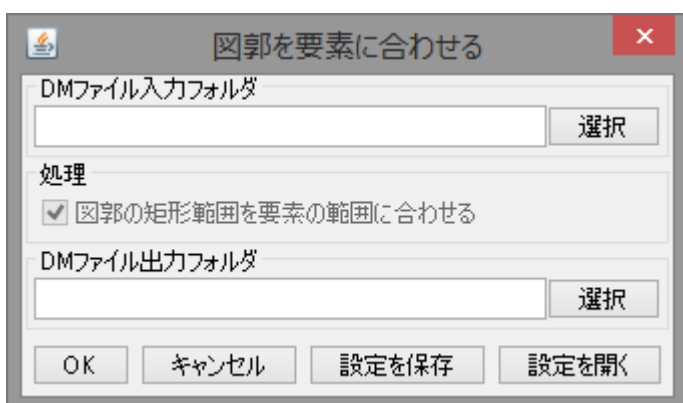 図郭を要素に合わせる
DMファイル入力フォルダ
選択
処理
図郭の矩形範囲を要素の範囲に合わせる
DMファイル出力フォルダ
選択
OK キャンセル 設定を保存 設定を開く